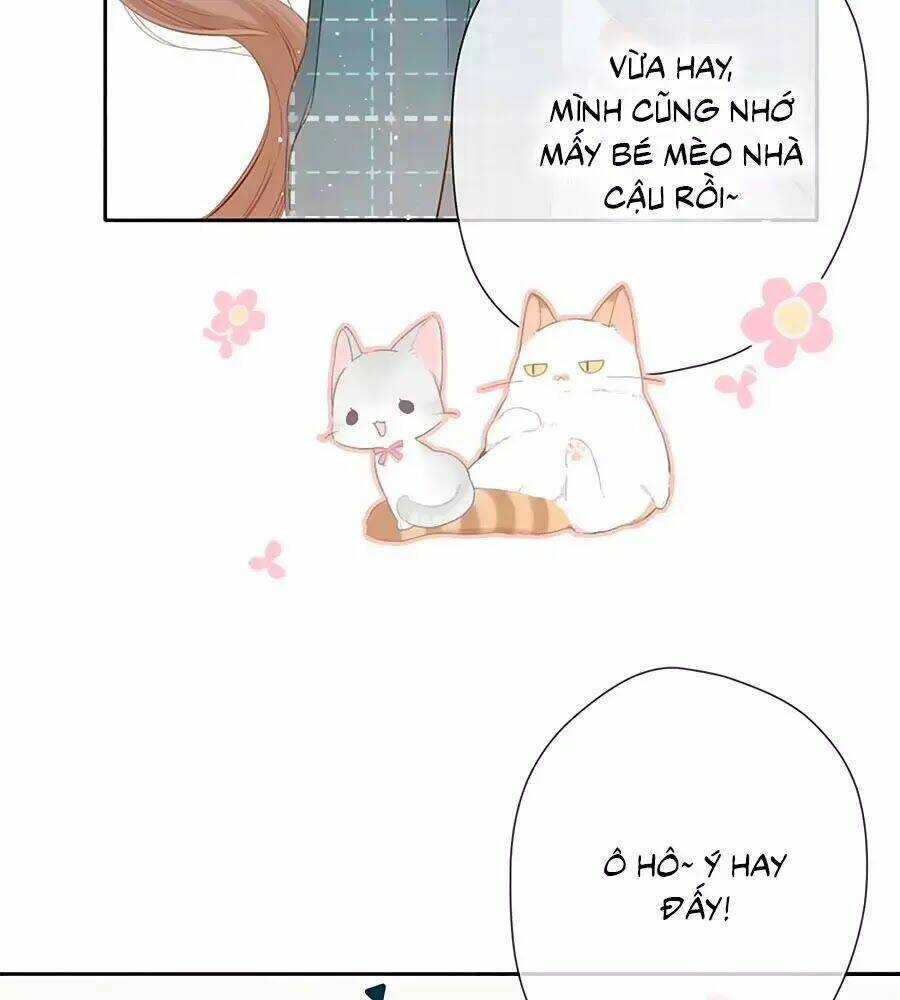 VỪA HAY,
MÌNH CŨNG NHỚ
MẤY BÉ MÈO NHÀ
CẬU RỒI~
Ô HÔ~ Ý HAY
ĐẤY!